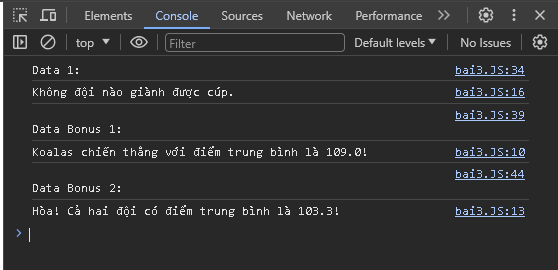 Elements Console Sources Network Performance
top Filter Default levels No Issues
Data 1: bai3.JS:34
Không đội nào giành được cúp. bai3.JS:16
bai3.JS:39
Data Bonus 1:
Koalas chiến thắng với điểm trung bình là 109.0! bai3.JS:10
bai3.JS:44
Data Bonus 2:
Hòa! Cả hai đội có điểm trung bình là 103.3! bai3.JS:13